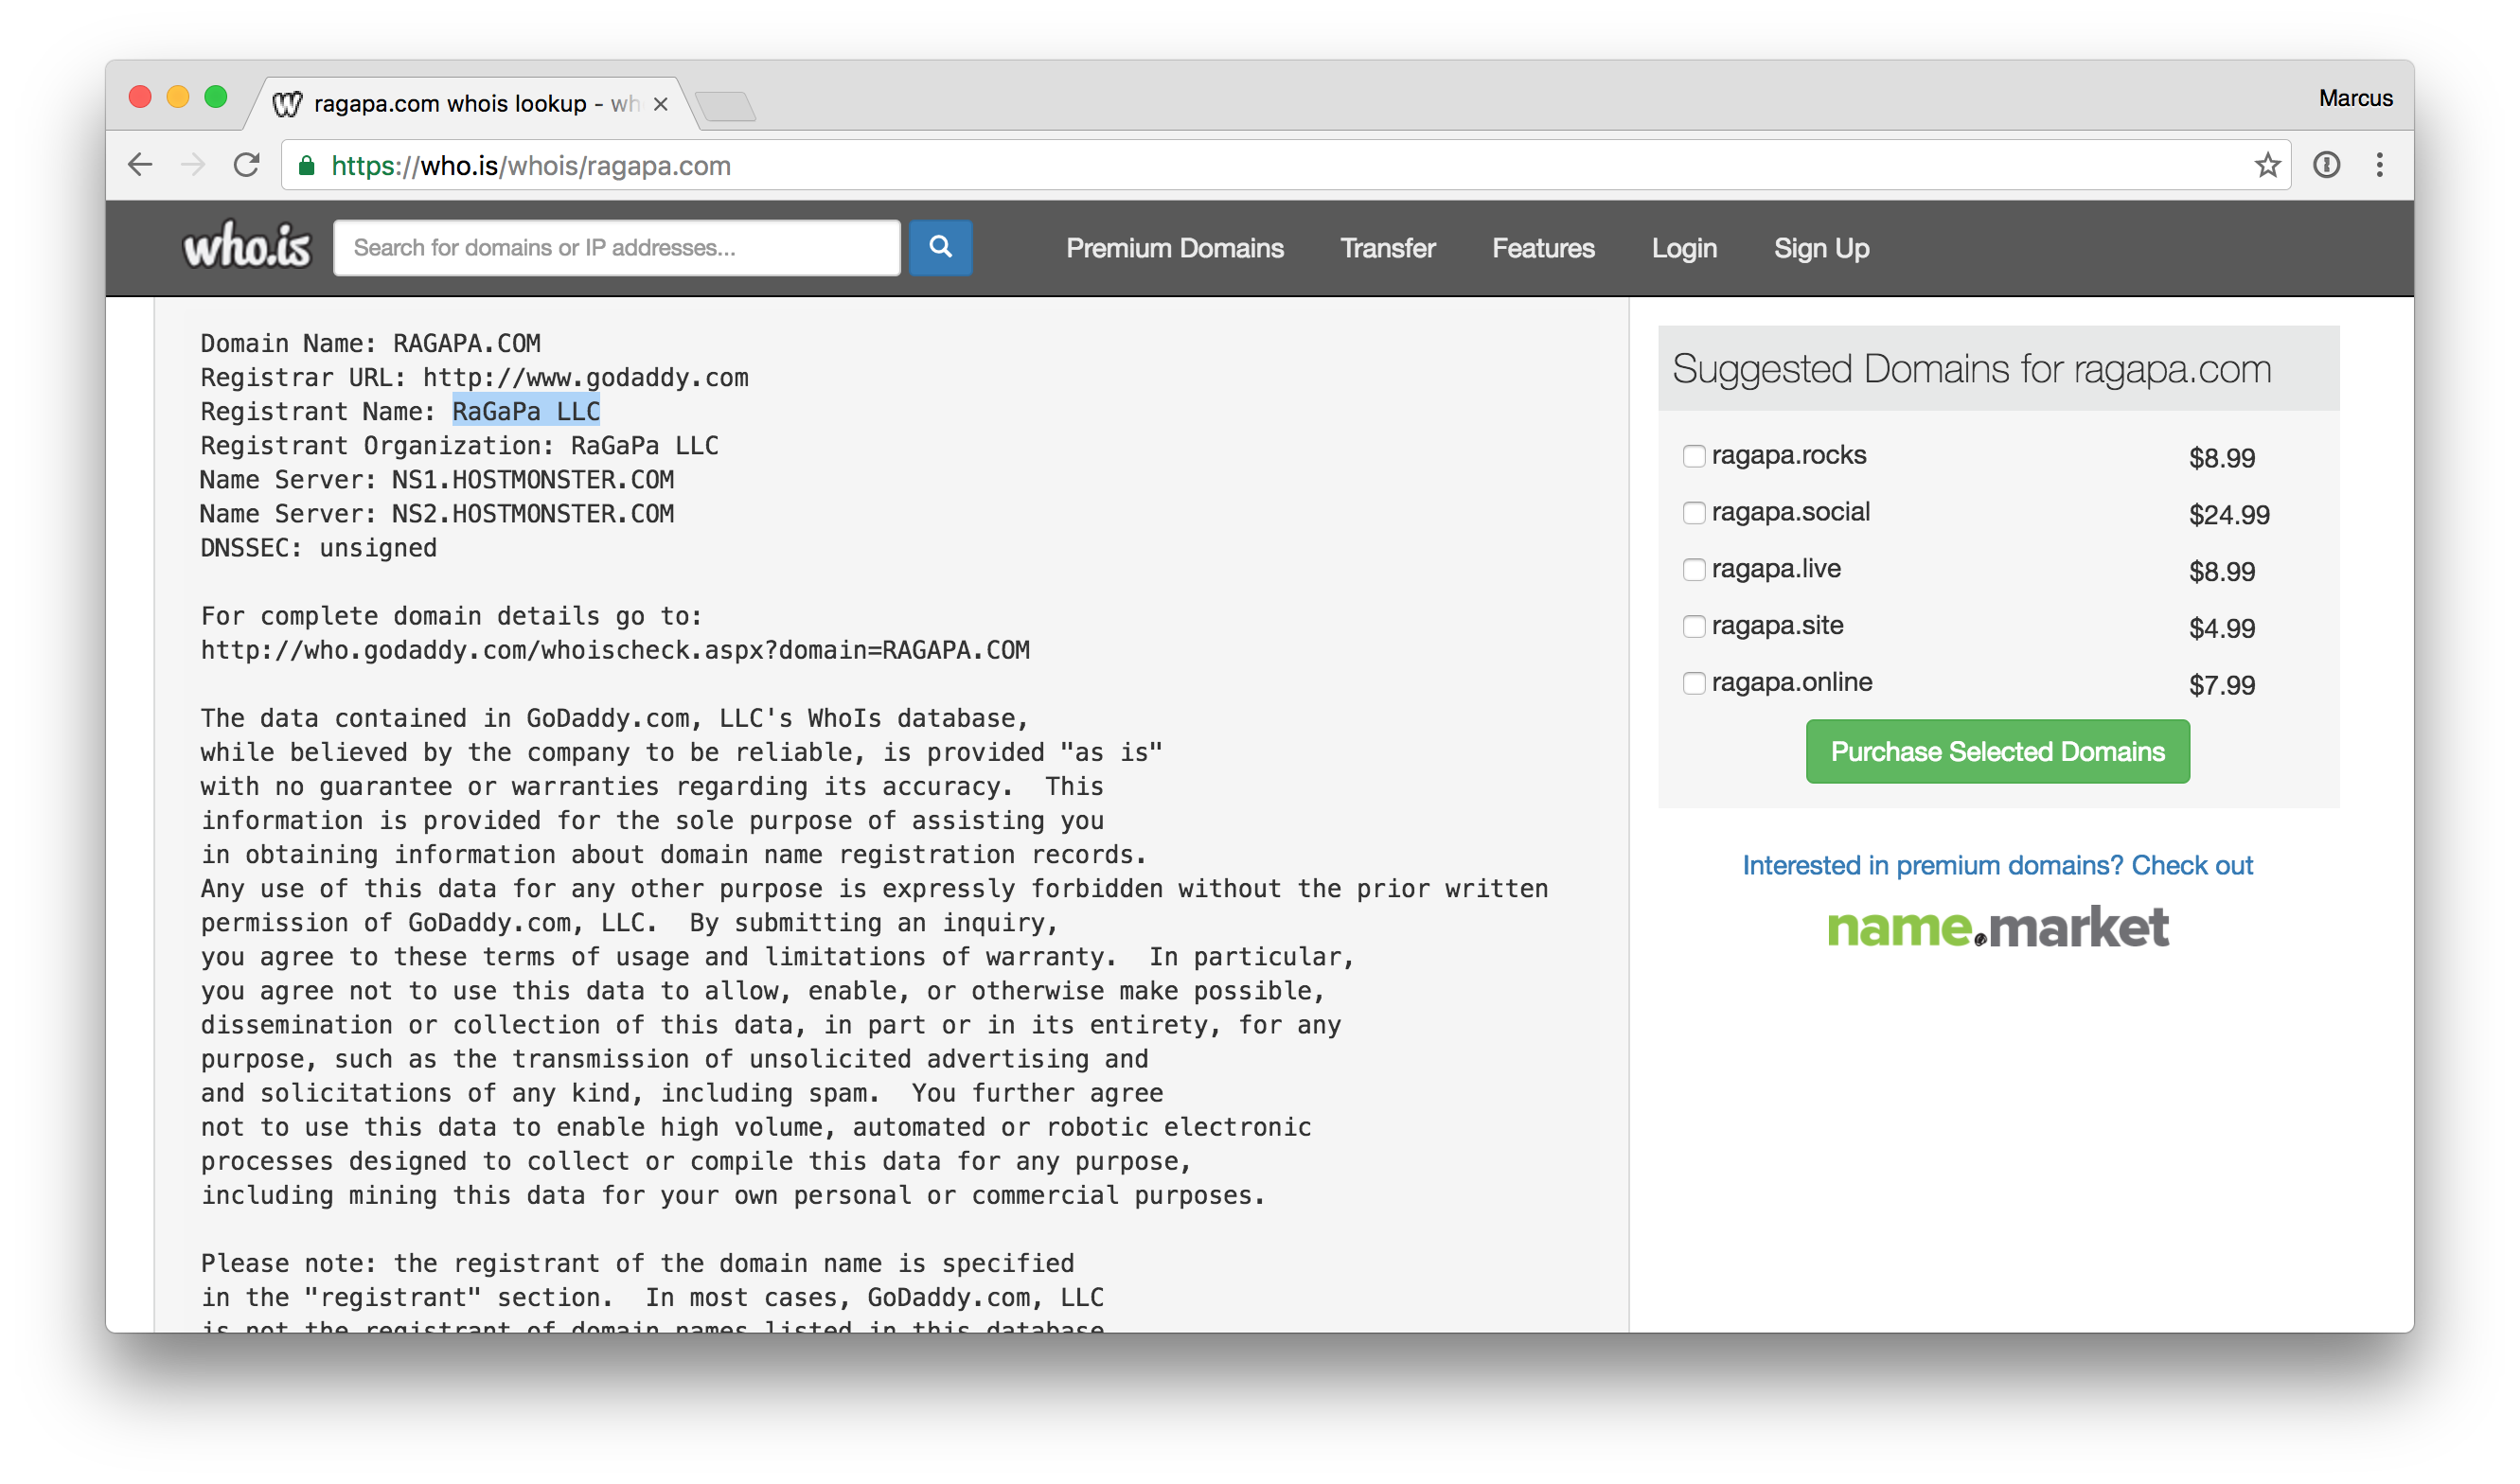 ragapa.com whois lookup - wh
Marcus
https://who.is/whois/ragapa.com
who.is
Search for domains or IP addresses...
Premium Domains
Transfer
Features
Login
Sign Up
Domain Name: RAGAPA.COM
Registrar URL: http://www.godaddy.com
Registrant Name: RaGaPa LLC
Registrant Organization: RaGaPa LLC
Name Server: NS1.HOSTMONSTER.COM
Name Server: NS2.HOSTMONSTER.COM
DNSSEC: unsigned
For complete domain details go to:
http://who.godaddy.com/whoischeck.aspx?domain=RAGAPA.COM
The data contained in GoDaddy.com, LLC's WhoIs database,
while believed by the company to be reliable, is provided "as is"
with no guarantee or warranties regarding its accuracy.  This
information is provided for the sole purpose of assisting you
in obtaining information about domain name registration records.
Any use of this data for any other purpose is expressly forbidden without the prior written
permission of GoDaddy.com, LLC.  By submitting an inquiry,
you agree to these terms of usage and limitations of warranty.  In particular,
you agree not to use this data to allow, enable, or otherwise make possible,
dissemination or collection of this data, in part or in its entirety, for any
purpose, such as the transmission of unsolicited advertising and
and solicitations of any kind, including spam.  You further agree
not to use this data to enable high volume, automated or robotic electronic
processes designed to collect or compile this data for any purpose,
including mining this data for your own personal or commercial purposes.
Please note: the registrant of the domain name is specified
in the "registrant" section.  In most cases, GoDaddy.com, LLC
is not the registrant of domain names listed in this database
Suggested Domains for ragapa.com
ragapa.rocks $8.99
ragapa.social $24.99
ragapa.live $8.99
ragapa.site $4.99
ragapa.online $7.99
Purchase Selected Domains
Interested in premium domains? Check out
name.market